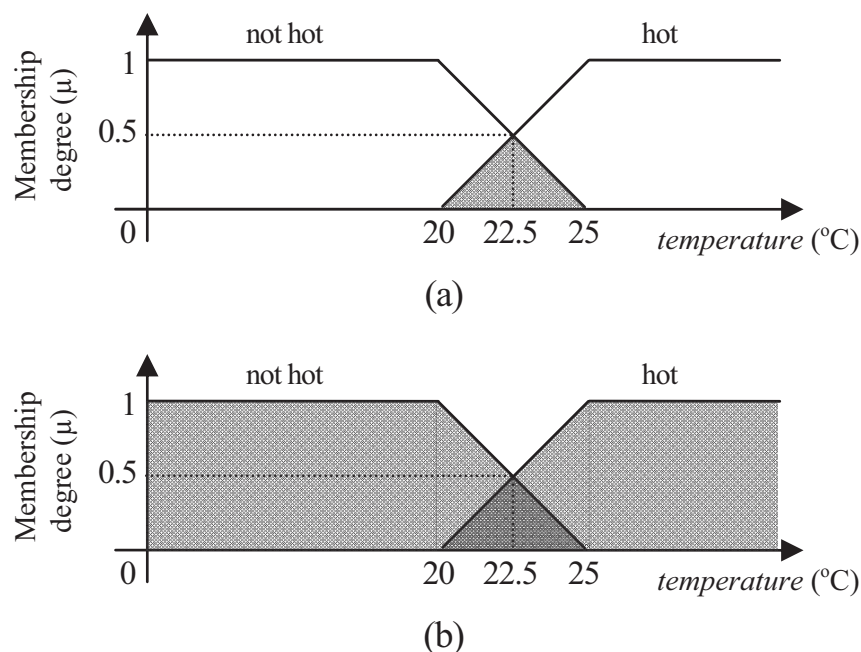 not hot hot
Membership
degree (μ)
1
0.5
0
20 22.5 25 temperature (°C)
(a)
not hot hot
Membership
degree (μ)
1
0.5
0
20 22.5 25 temperature (°C)
(b)